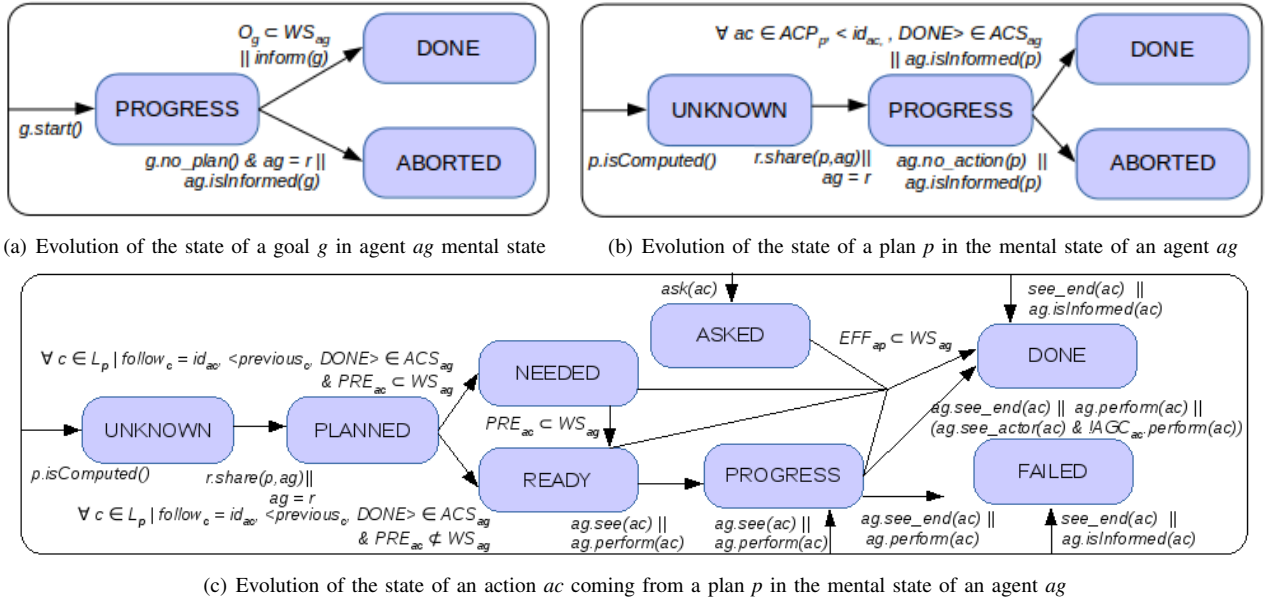 O_g ⊂ WS_ag
|| inform(g)
DONE
PROGRESS
g.start()
g.no_plan() & ag = r ||
ag.isInformed(g)
ABORTED
(a) Evolution of the state of a goal g in agent ag mental state
∀ ac ∈ ACP_p, < id_ac, , DONE> ∈ ACS_ag
|| ag.isInformed(p)
DONE
UNKNOWN
PROGRESS
p.isComputed()
r.share(p,ag)||
ag = r
ag.no_action(p) ||
ag.isInformed(p)
ABORTED
(b) Evolution of the state of a plan p in the mental state of an agent ag
ask(ac)
see_end(ac) ||
ag.isInformed(ac)
ASKED
EFF_ap ⊂ WS_ag
DONE
∀ c ∈ L_p | follow_c = id_ac, <previous_c, DONE> ∈ ACS_ag
& PRE_ac ⊂ WS_ag
NEEDED
UNKNOWN
PLANNED
PRE_ac ⊂ WS_ag
ag.see_end(ac) || ag.perform(ac) ||
(ag.see_actor(ac) & !AGC_ac.perform(ac))
p.isComputed()
r.share(p,ag)||
ag = r
READY
PROGRESS
FAILED
∀ c ∈ L_p | follow_c = id_ac, <previous_c, DONE> ∈ ACS_ag
& PRE_ac ⊄ WS_ag
ag.see(ac) ||
ag.perform(ac)
ag.see(ac) ||
ag.perform(ac)
ag.see_end(ac) ||
ag.perform(ac)
see_end(ac) ||
ag.isInformed(ac)
(c) Evolution of the state of an action ac coming from a plan p in the mental state of an agent ag